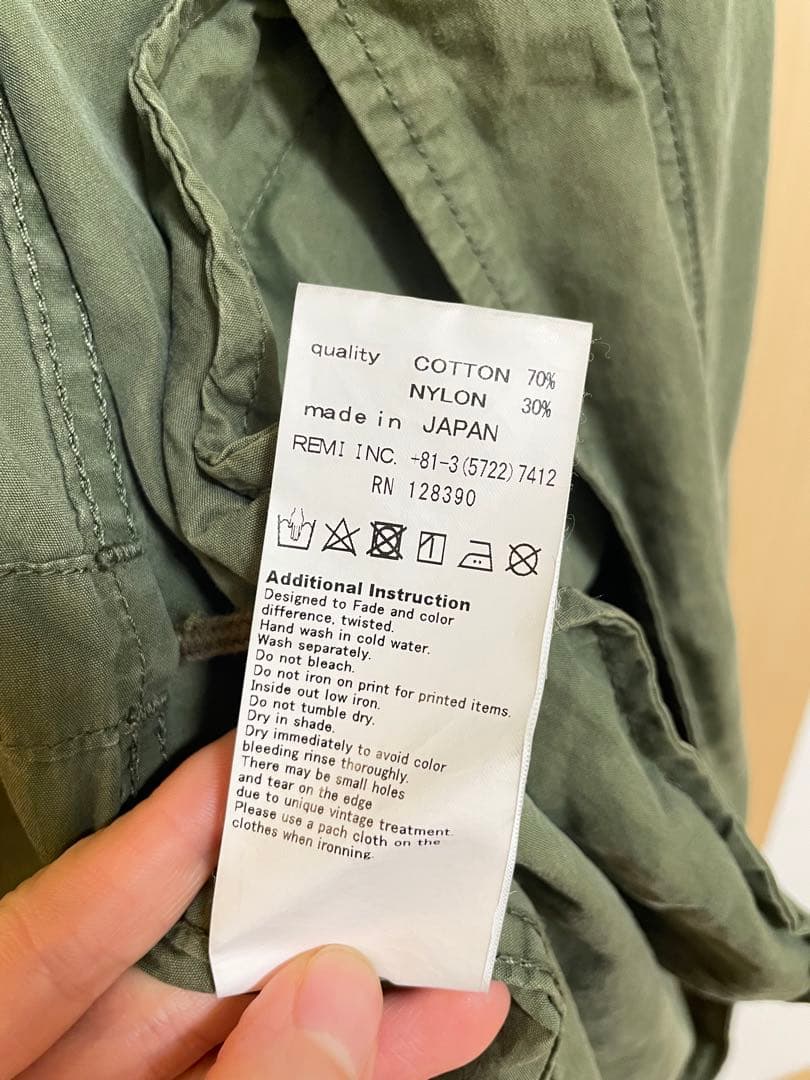 quality COTTON 70%
NYLON 30%
made in JAPAN
REMI INC. +81-3(5722)7412
RN 128390
Additional Instruction
Designed to Fade and color
difference, twisted.
Hand wash in cold water.
Wash separately.
Do not bleach.
Do not iron on print for printed items.
Inside out low iron.
Do not tumble dry.
Dry in shade.
Dry immediately to avoid color
bleeding rinse thoroughly.
There may be small holes
and tear on the edge
due to unique vintage treatment.
Please use a pach cloth on the
clothes when ironning.